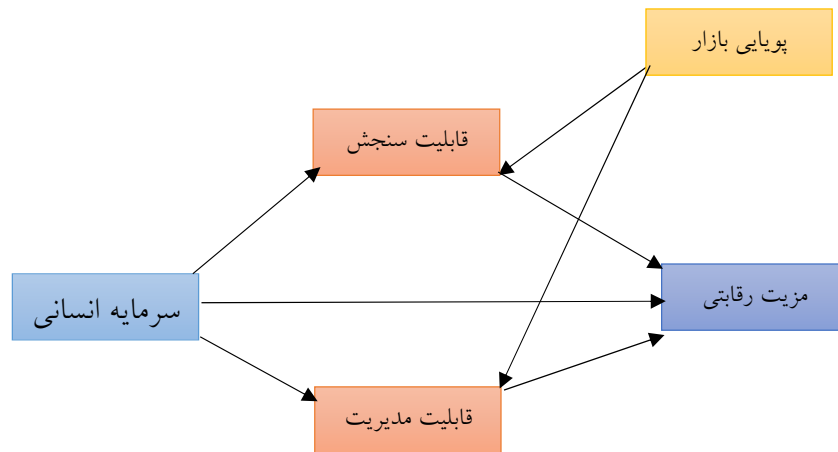 پویایی بازار
قابلیت سنجش
مزیت رقابتی
سرمایه انسانی
قابلیت مدیریت